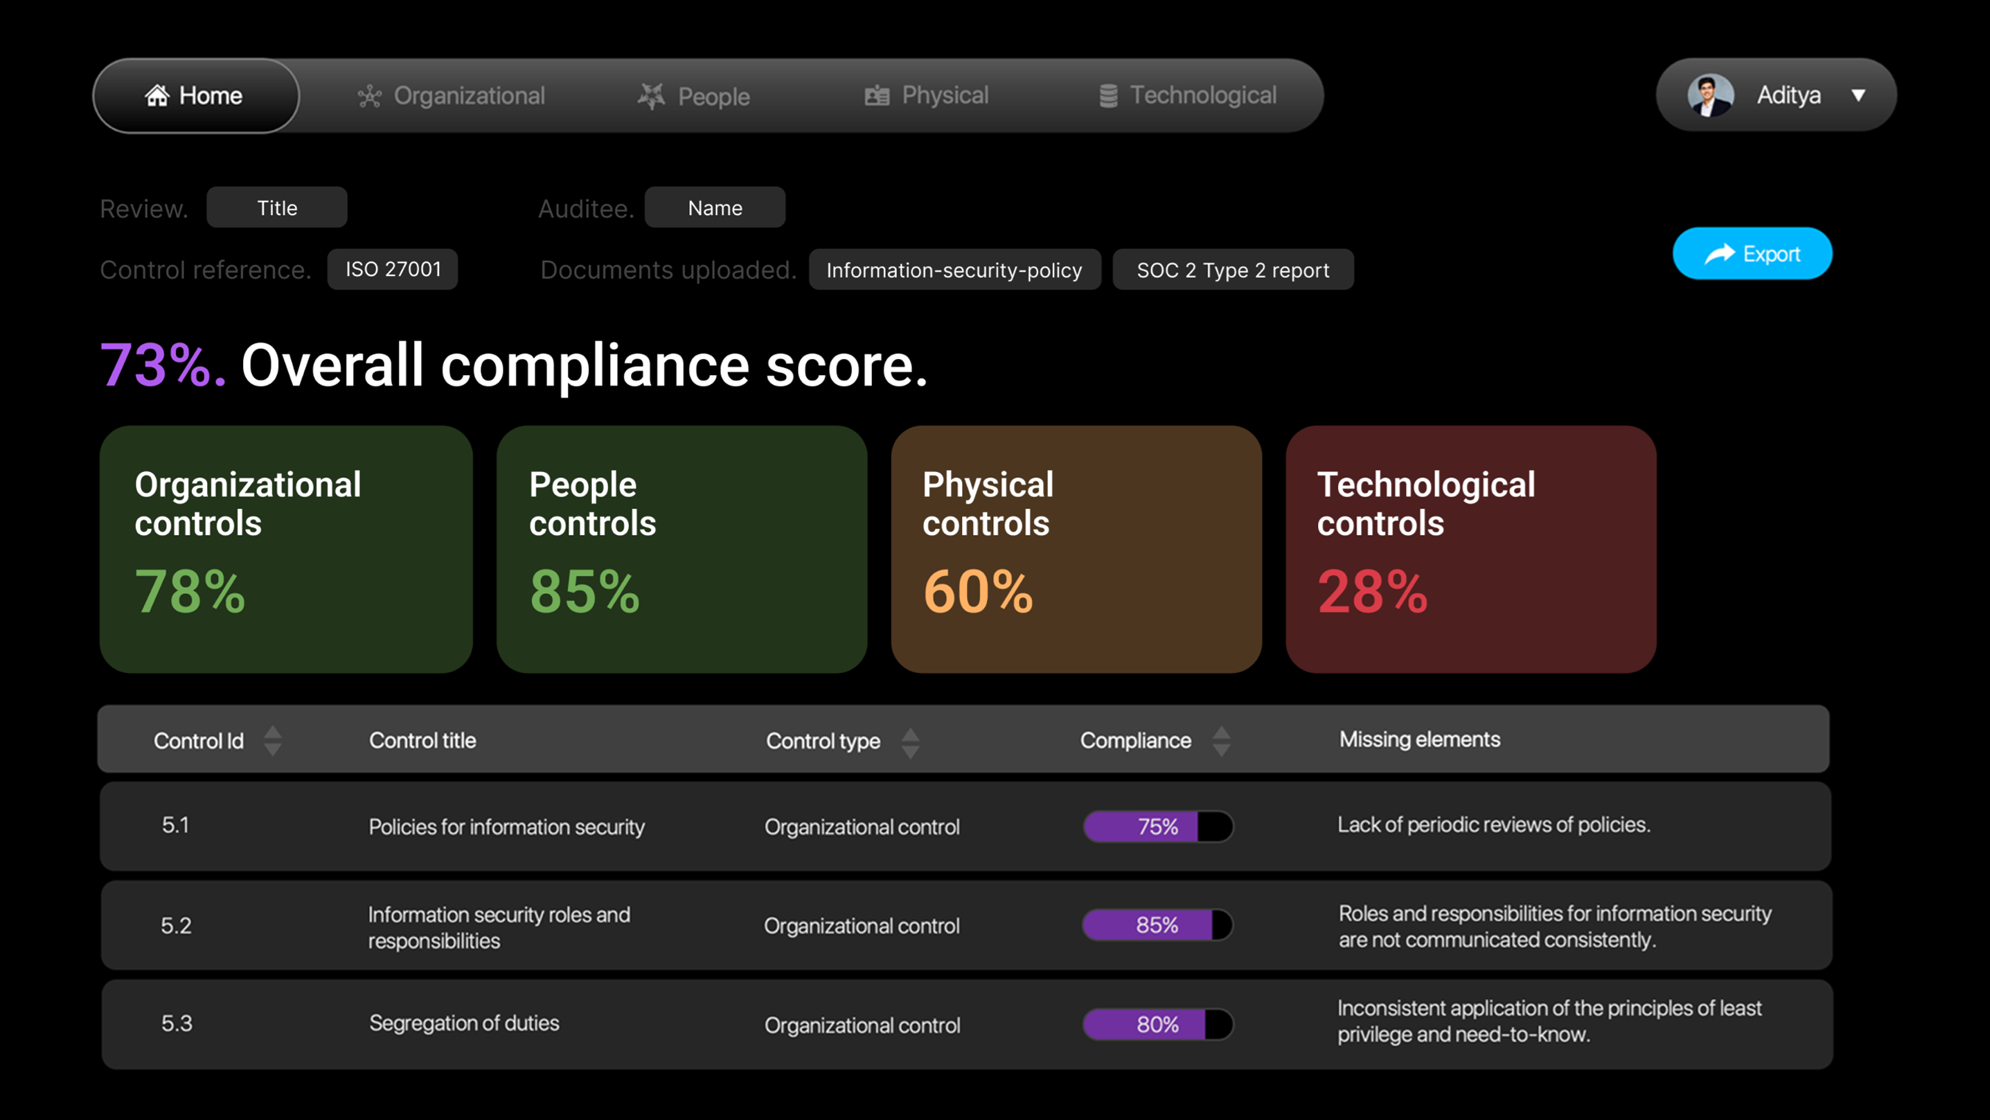 Home
Organizational
People
Physical
Technological
Aditya
Review. Title
Auditee. Name
Control reference. ISO 27001
Documents uploaded. Information-security-policy SOC 2 Type 2 report
Export
73%. Overall compliance score.
Organizational
controls
78%
People
controls
85%
Physical
controls
60%
Technological
controls
28%
Control Id
Control title
Control type
Compliance
Missing elements
5.1
Policies for information security
Organizational control
75%
Lack of periodic reviews of policies.
5.2
Information security roles and
responsibilities
Organizational control
85%
Roles and responsibilities for information security
are not communicated consistently.
5.3
Segregation of duties
Organizational control
80%
Inconsistent application of the principles of least
privilege and need-to-know.